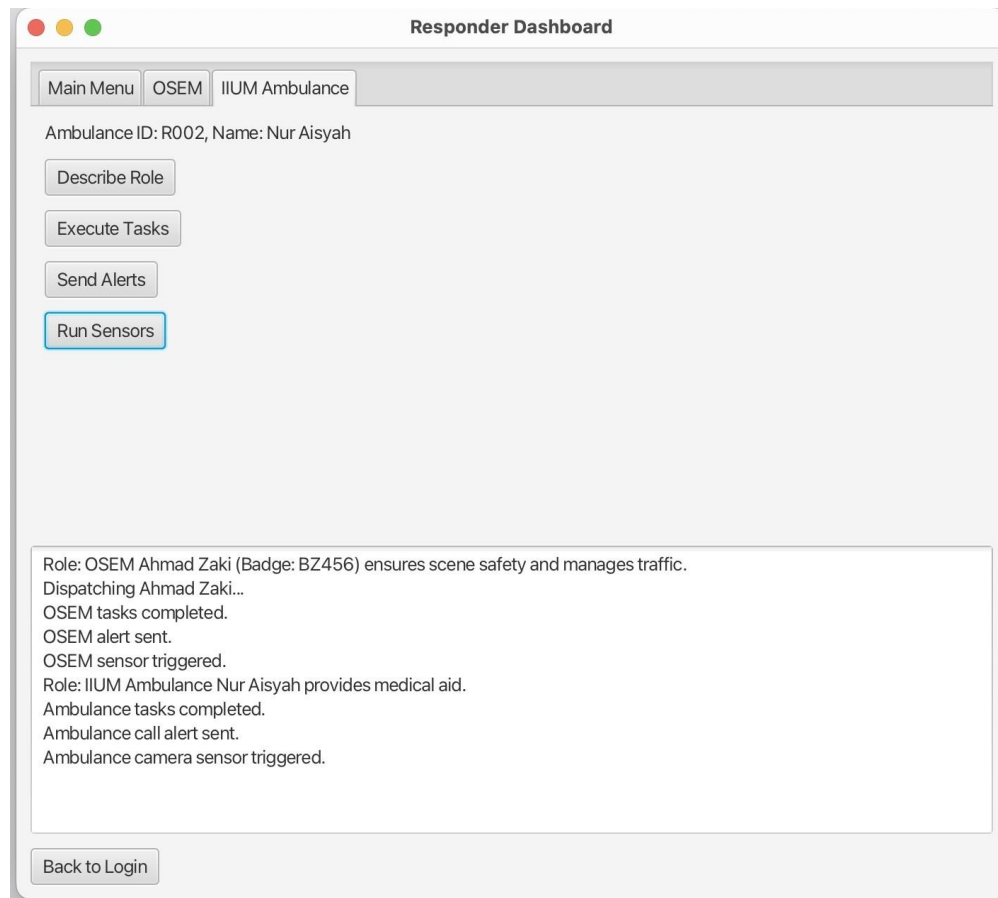 Responder Dashboard
Main Menu OSEM IIUM Ambulance
Ambulance ID: R002, Name: Nur Aisyah
Describe Role
Execute Tasks
Send Alerts
Run Sensors
Role: OSEM Ahmad Zaki (Badge: BZ456) ensures scene safety and manages traffic.
Dispatching Ahmad Zaki...
OSEM tasks completed.
OSEM alert sent.
OSEM sensor triggered.
Role: IIUM Ambulance Nur Aisyah provides medical aid.
Ambulance tasks completed.
Ambulance call alert sent.
Ambulance camera sensor triggered.
Back to Login